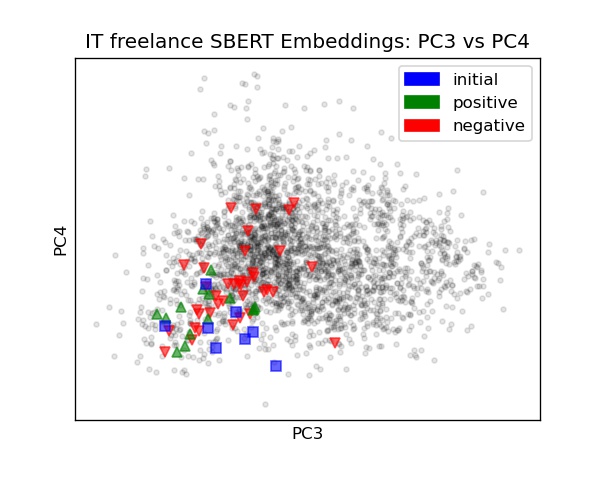 IT freelance SBERT Embeddings: PC3 vs PC4
initial
positive
negative
PC4
PC3